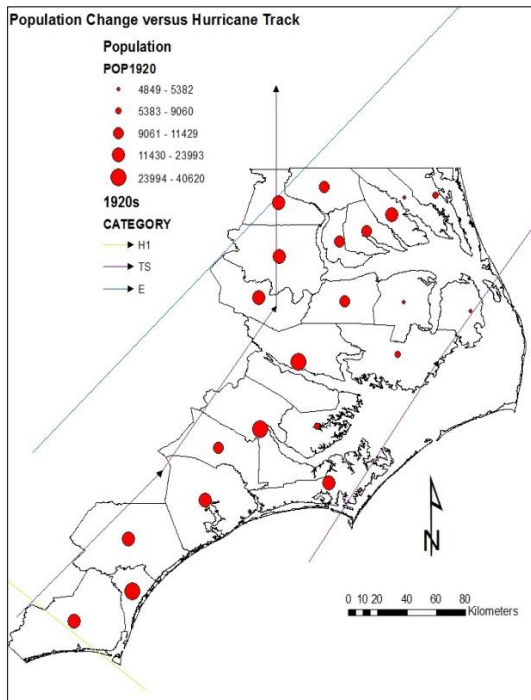 Population Change versus Hurricane Track
Population
POP1920
4849 - 5382
5383 - 9060
9061 - 11429
11430 - 23993
23994 - 40620
1920s
CATEGORY
H1
TS
E
N
0 10 20 40 60 80
Kilometers